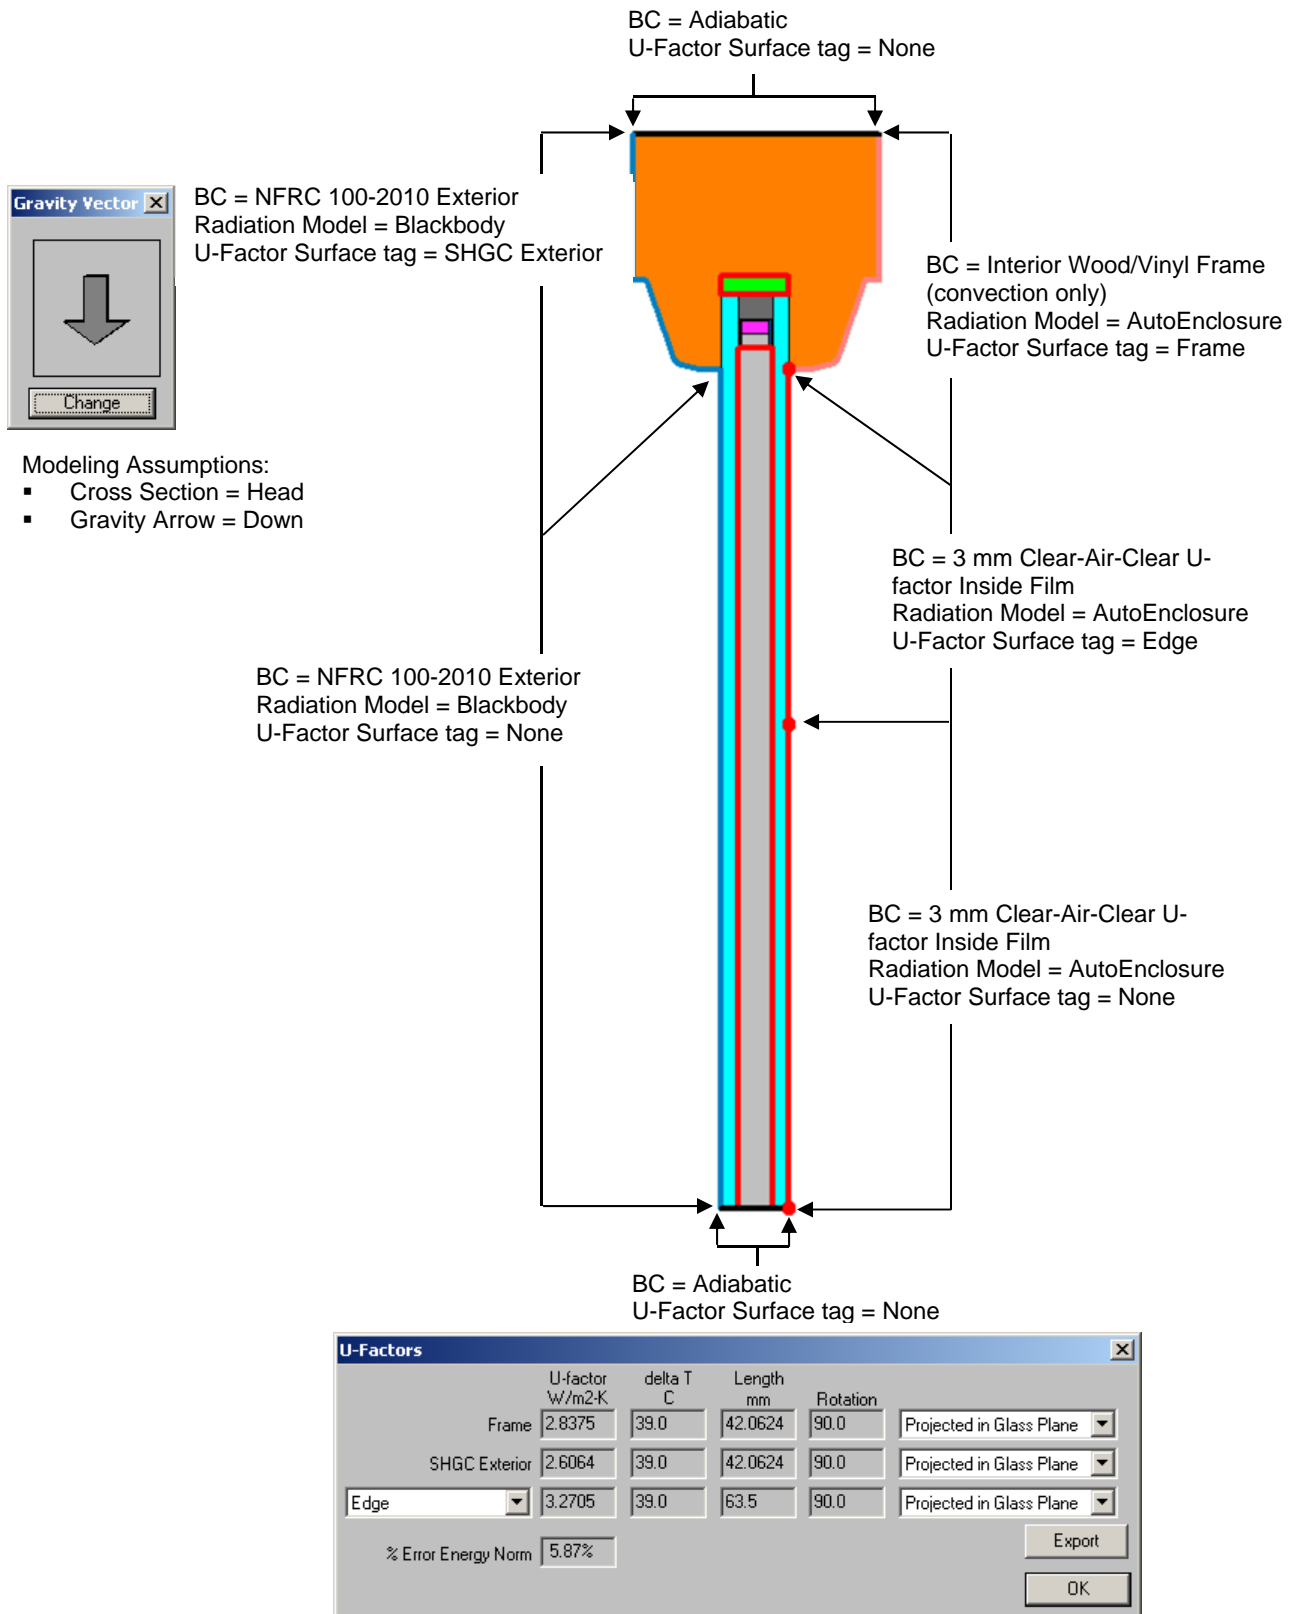 BC = Adiabatic
U-Factor Surface tag = None
Gravity Vector
Change
BC = NFRC 100-2010 Exterior
Radiation Model = Blackbody
U-Factor Surface tag = SHGC Exterior
BC = Interior Wood/Vinyl Frame
(convection only)
Radiation Model = AutoEnclosure
U-Factor Surface tag = Frame
Modeling Assumptions:
▪ Cross Section = Head
▪ Gravity Arrow = Down
BC = 3 mm Clear-Air-Clear U-
factor Inside Film
Radiation Model = AutoEnclosure
U-Factor Surface tag = Edge
BC = NFRC 100-2010 Exterior
Radiation Model = Blackbody
U-Factor Surface tag = None
BC = 3 mm Clear-Air-Clear U-
factor Inside Film
Radiation Model = AutoEnclosure
U-Factor Surface tag = None
BC = Adiabatic
U-Factor Surface tag = None
U-Factors
U-factor delta T Length
W/m2-K C mm Rotation
Frame 2.8375 39.0 42.0624 90.0 Projected in Glass Plane
SHGC Exterior 2.6064 39.0 42.0624 90.0 Projected in Glass Plane
Edge 3.2705 39.0 63.5 90.0 Projected in Glass Plane
% Error Energy Norm 5.87%
Export
OK